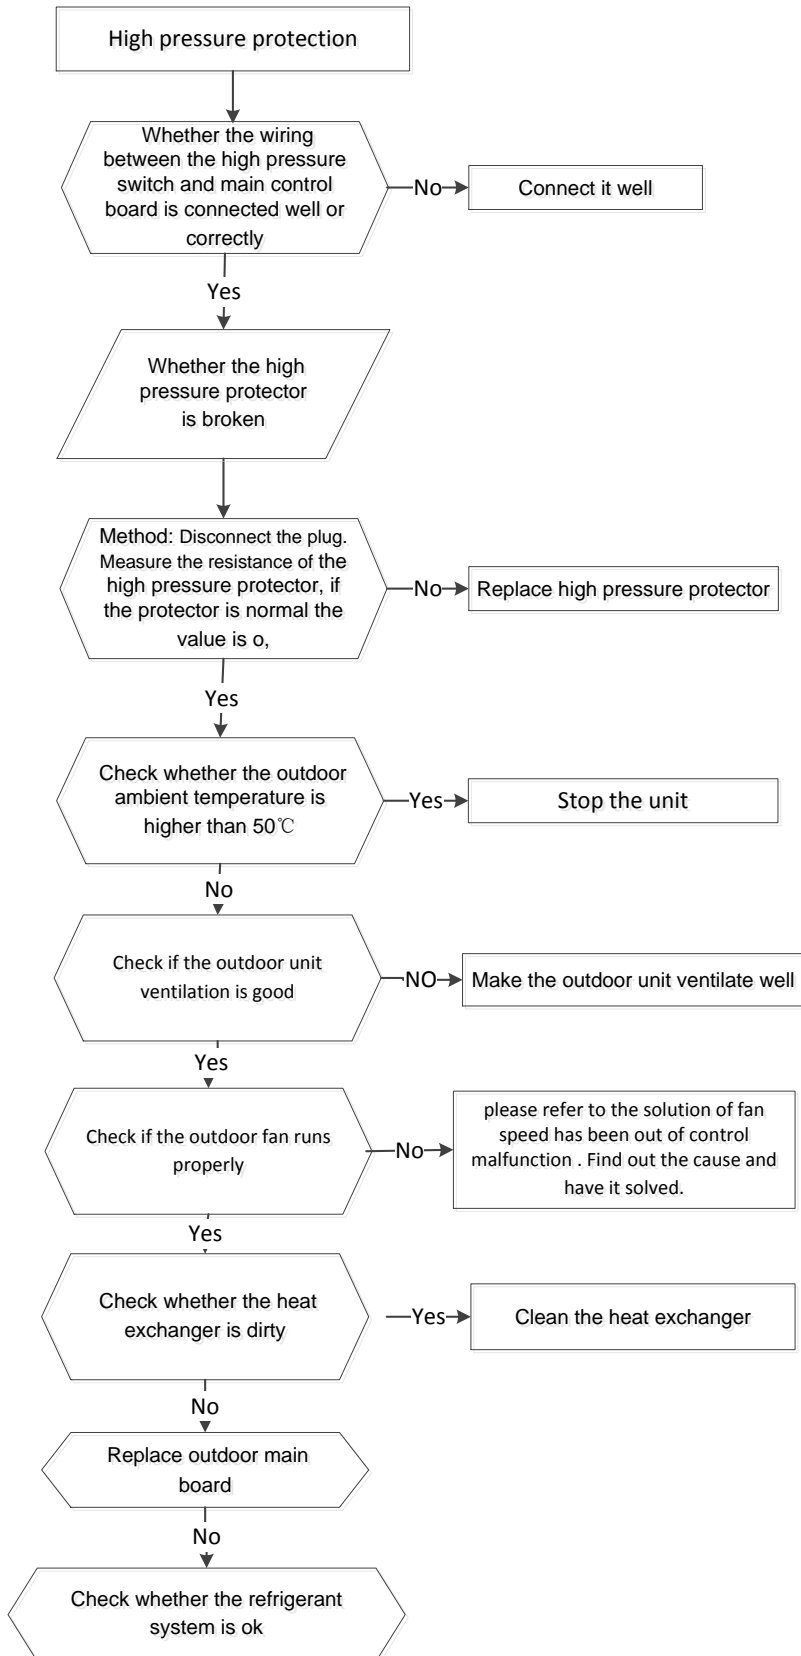 High pressure protection
Whether the wiring
between the high pressure
switch and main control
board is connected well or
correctly
No
Connect it well
Yes
Whether the high
pressure protector
is broken
Method: Disconnect the plug.
Measure the resistance of the
high pressure protector, if
the protector is normal the
value is o,
No
Replace high pressure protector
Yes
Check whether the outdoor
ambient temperature is
higher than 50℃
Yes
Stop the unit
No
Check if the outdoor unit
ventilation is good
NO
Make the outdoor unit ventilate well
Yes
Check if the outdoor fan runs
properly
No
please refer to the solution of fan
speed has been out of control
malfunction . Find out the cause and
have it solved.
Yes
Check whether the heat
exchanger is dirty
Yes
Clean the heat exchanger
No
Replace outdoor main
board
No
Check whether the refrigerant
system is ok